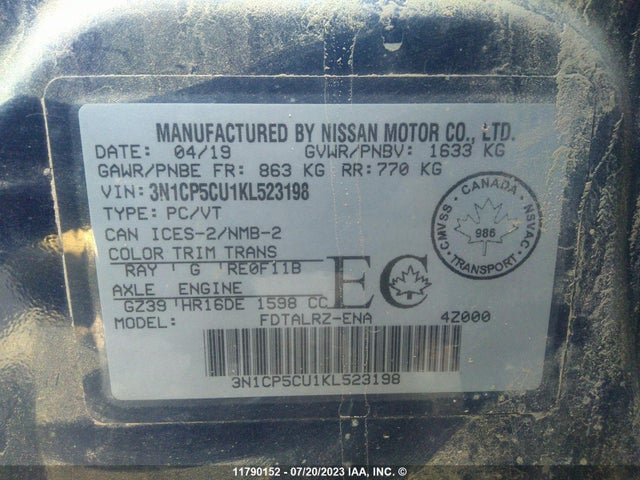 MANUFACTURED BY NISSAN MOTOR CO., LTD.
DATE: 04/19 GVWR/PNBV: 1633 KG
GAWR/PNBE FR: 863 KG RR: 770 KG
VIN: 3N1CP5CU1KL523198
TYPE: PC/VT
CAN ICES-2/NMB-2
COLOR TRIM TRANS
RAY G RE0F11B
AXLE ENGINE
GZ39 HR16DE 1598 CC
MODEL: FDTALRZ-ENA 4Z000
EC
CANADA
CMVSS 986 NSVAC
TRANSPORT
3N1CP5CU1KL523198
11790152 - 07/20/2023 IAA, INC. ©